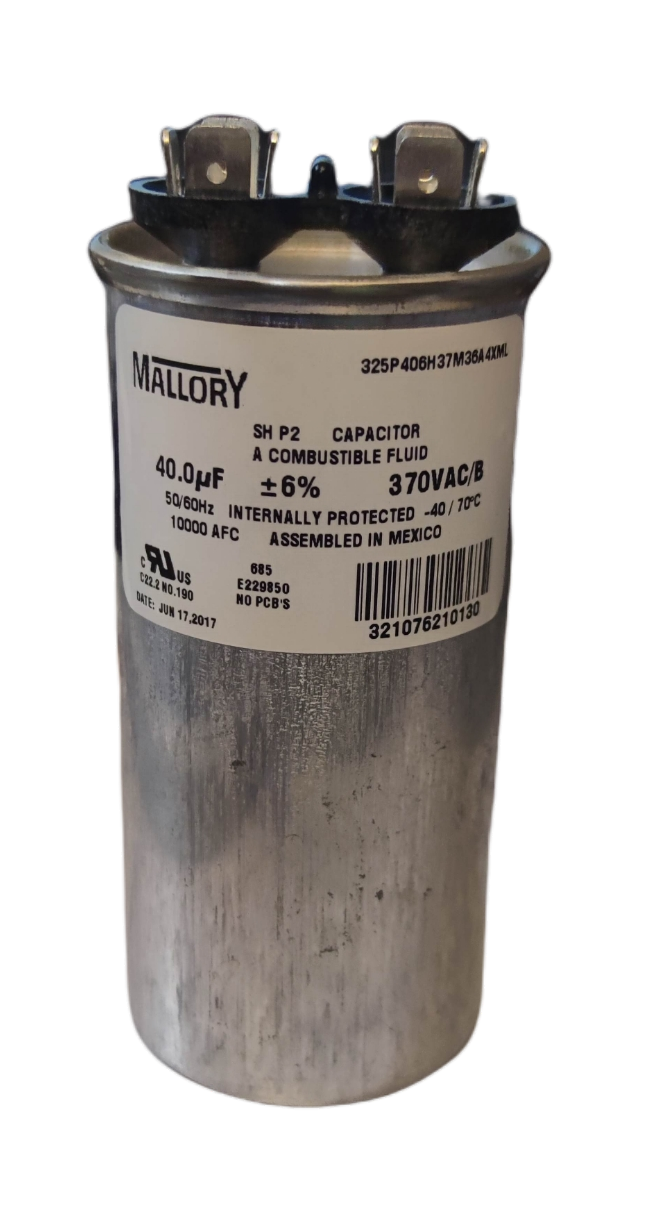 MALLORY
325P406H37M36A4XML
SH P2 CAPACITOR
A COMBUSTIBLE FLUID
40.0µF ±6% 370VAC/B
50/60Hz INTERNALLY PROTECTED -40 / 70°C
10000 AFC ASSEMBLED IN MEXICO
c RU US
C22.2 NO.190
DATE: JUN 17,2017
685
E229850
NO PCB'S
321076210130